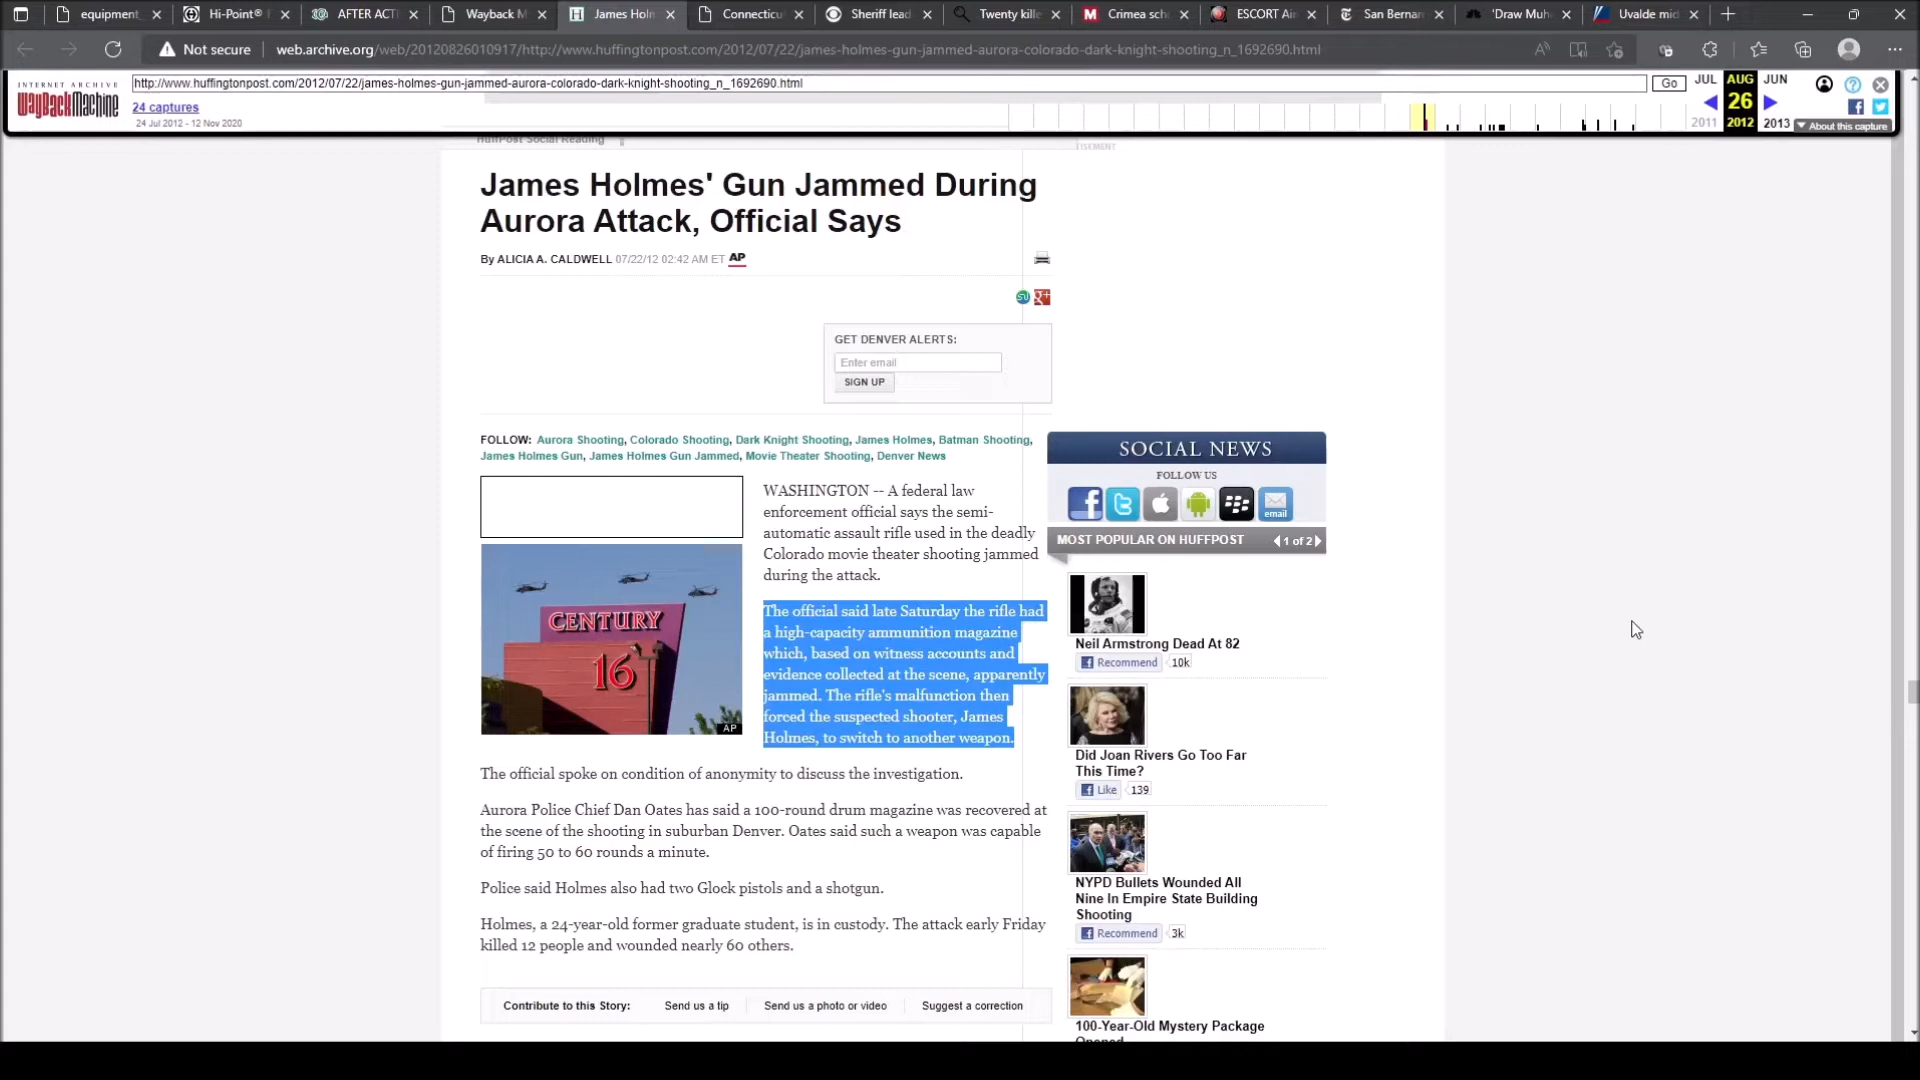 equipment_
Hi-Point®
AFTER ACTI
Wayback M
James Holm
Connecticu
Sheriff lead
Twenty kille
Crimea scho
ESCORT Air
San Bernar
'Draw Muh
Uvalde mid
Not secure
web.archive.org/web/20120826010917/http://www.huffingtonpost.com/2012/07/22/james-holmes-gun-jammed-aurora-colorado-dark-knight-shooting_n_1692690.html
INTERNET ARCHIVE
WayBackMachine
http://www.huffingtonpost.com/2012/07/22/james-holmes-gun-jammed-aurora-colorado-dark-knight-shooting_n_1692690.html
Go
JUL AUG JUN
24 captures
26
24 Jul 2012 - 12 Nov 2020
2011 2012 2013
About this capture
HuffPost Social Reading
James Holmes' Gun Jammed During
Aurora Attack, Official Says
By ALICIA A. CALDWELL 07/22/12 02:42 AM ET AP
GET DENVER ALERTS:
Enter email
SIGN UP
FOLLOW: Aurora Shooting, Colorado Shooting, Dark Knight Shooting, James Holmes, Batman Shooting,
James Holmes Gun, James Holmes Gun Jammed, Movie Theater Shooting, Denver News
WASHINGTON -- A federal law
enforcement official says the semi-
automatic assault rifle used in the deadly
Colorado movie theater shooting jammed
during the attack.
The official said late Saturday the rifle had
a high-capacity ammunition magazine
which, based on witness accounts and
evidence collected at the scene, apparently
jammed. The rifle's malfunction then
forced the suspected shooter, James
Holmes, to switch to another weapon.
CENTURY
16
AP
The official spoke on condition of anonymity to discuss the investigation.
Aurora Police Chief Dan Oates has said a 100-round drum magazine was recovered at
the scene of the shooting in suburban Denver. Oates said such a weapon was capable
of firing 50 to 60 rounds a minute.
Police said Holmes also had two Glock pistols and a shotgun.
Holmes, a 24-year-old former graduate student, is in custody. The attack early Friday
killed 12 people and wounded nearly 60 others.
Contribute to this Story: Send us a tip Send us a photo or video Suggest a correction
SOCIAL NEWS
FOLLOW US
email
MOST POPULAR ON HUFFPOST
1 of 2
Neil Armstrong Dead At 82
Recommend 10k
Did Joan Rivers Go Too Far
This Time?
Like 139
NYPD Bullets Wounded All
Nine In Empire State Building
Shooting
Recommend 3k
100-Year-Old Mystery Package
Opened